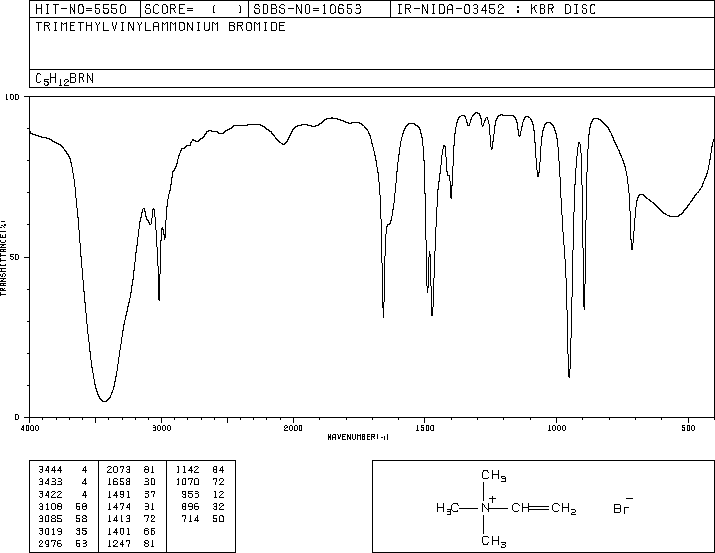 HIT-NO=5550 SCORE= ( ) SDBS-NO=10653 IR-NIDA-03452 : KBR DISC
TRIMETHYLVINYLAMMONIUM BROMIDE
C5H12BRN
100
50
0
TRANSMITTANCE(%)
4000 3000 2000 1500 1000 500
WAVENUMBER(-1)
3444 4 2073 81 1142 84
3433 4 1658 30 1070 72
3422 4 1491 37 953 12
3108 60 1474 31 896 32
3085 58 1413 72 714 50
3019 35 1401 66
2976 53 1247 81
CH3
H3C N+ CH CH2 Br−
CH3